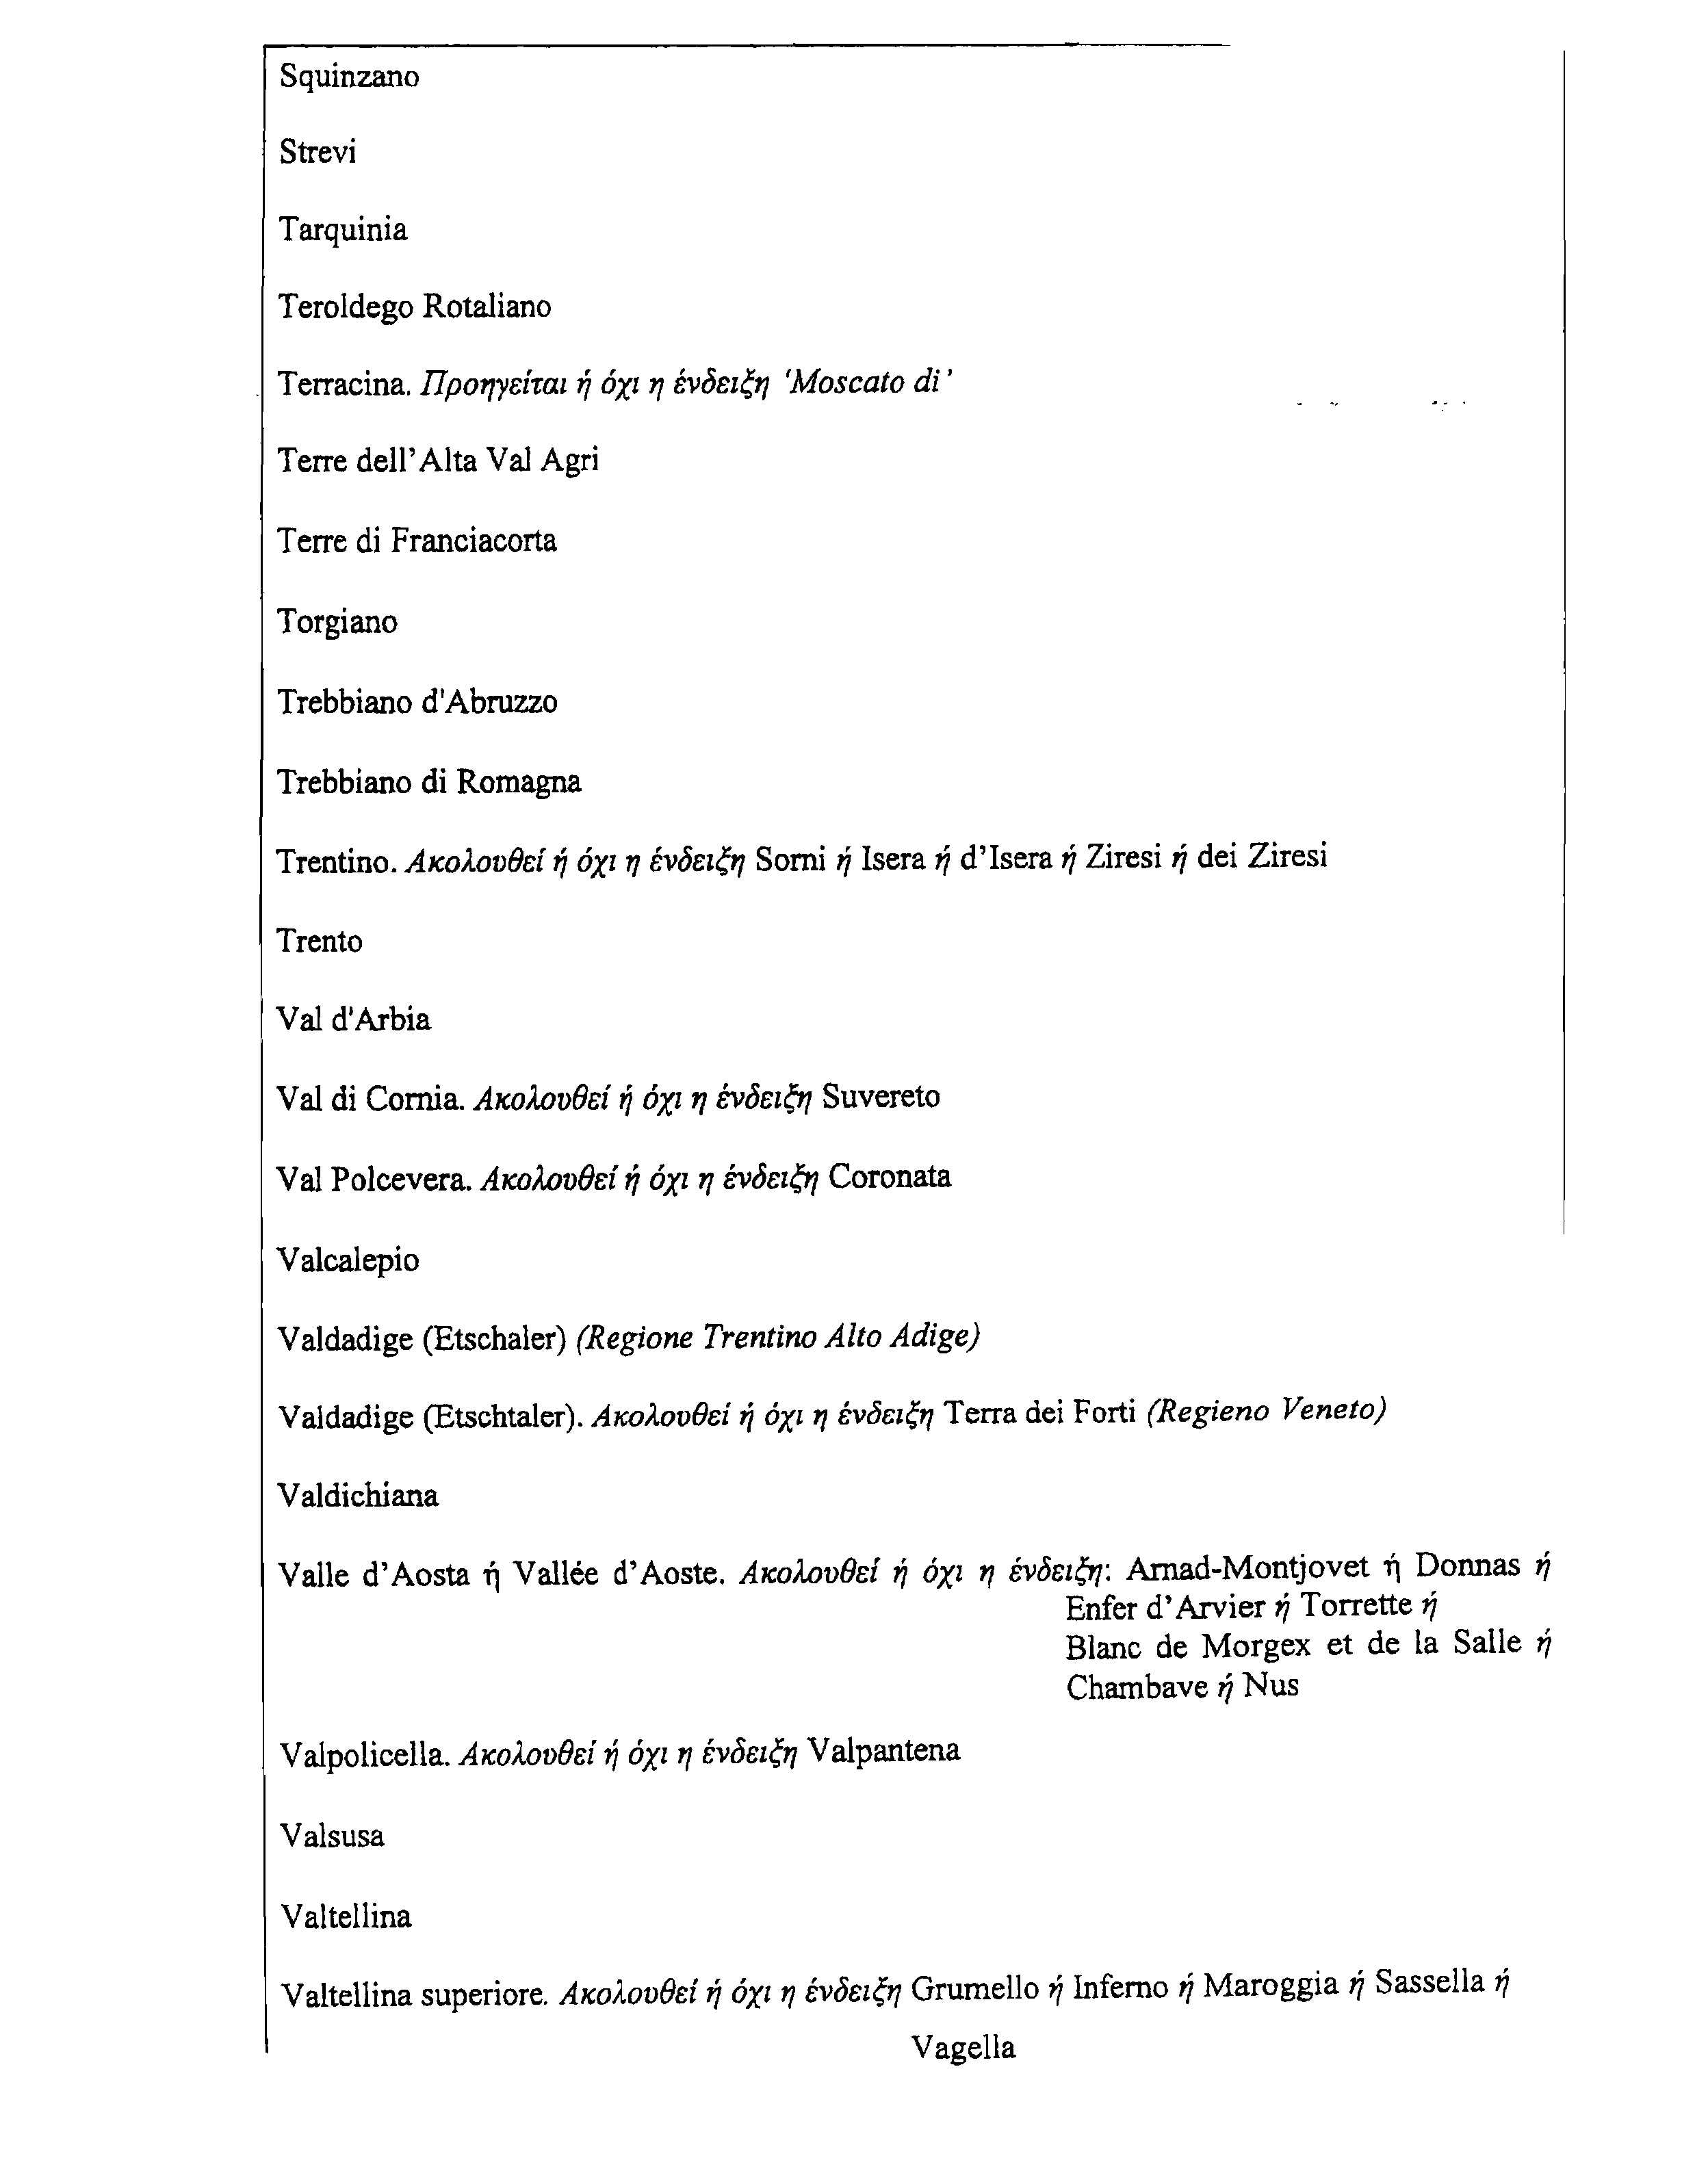 Squinzano
Strevi
Tarquinia
Teroldego Rotaliano
Terracina. Προηγείται ή όχι η ένδειξη ‘Moscato di’
Terre dell’Alta Val Agri
Terre di Franciacorta
Torgiano
Trebbiano d'Abruzzo
Trebbiano di Romagna
Trentino. Ακολουθεί ή όχι η ένδειξη Sorni ή Isera ή d’Isera ή Ziresi ή dei Ziresi
Trento
Val d'Arbia
Val di Cornia. Ακολουθεί ή όχι η ένδειξη Suvereto
Val Polcevera. Ακολουθεί ή όχι η ένδειξη Coronata
Valcalepio
Valdadige (Etschaler) (Regione Trentino Alto Adige)
Valdadige (Etschtaler). Ακολουθεί ή όχι η ένδειξη Terra dei Forti (Regieno Veneto)
Valdichiana
Valle d’Aosta ή Vallée d’Aoste. Ακολουθεί ή όχι η ένδειξη: Arnad-Montjovet ή Donnas ή
Enfer d’Arvier ή Torrette ή
Blanc de Morgex et de la Salle ή
Chambave ή Nus
Valpolicella. Ακολουθεί ή όχι η ένδειξη Valpantena
Valsusa
Valtellina
Valtellina superiore. Ακολουθεί ή όχι η ένδειξη Grumello ή Inferno ή Maroggia ή Sassella ή
Vagella